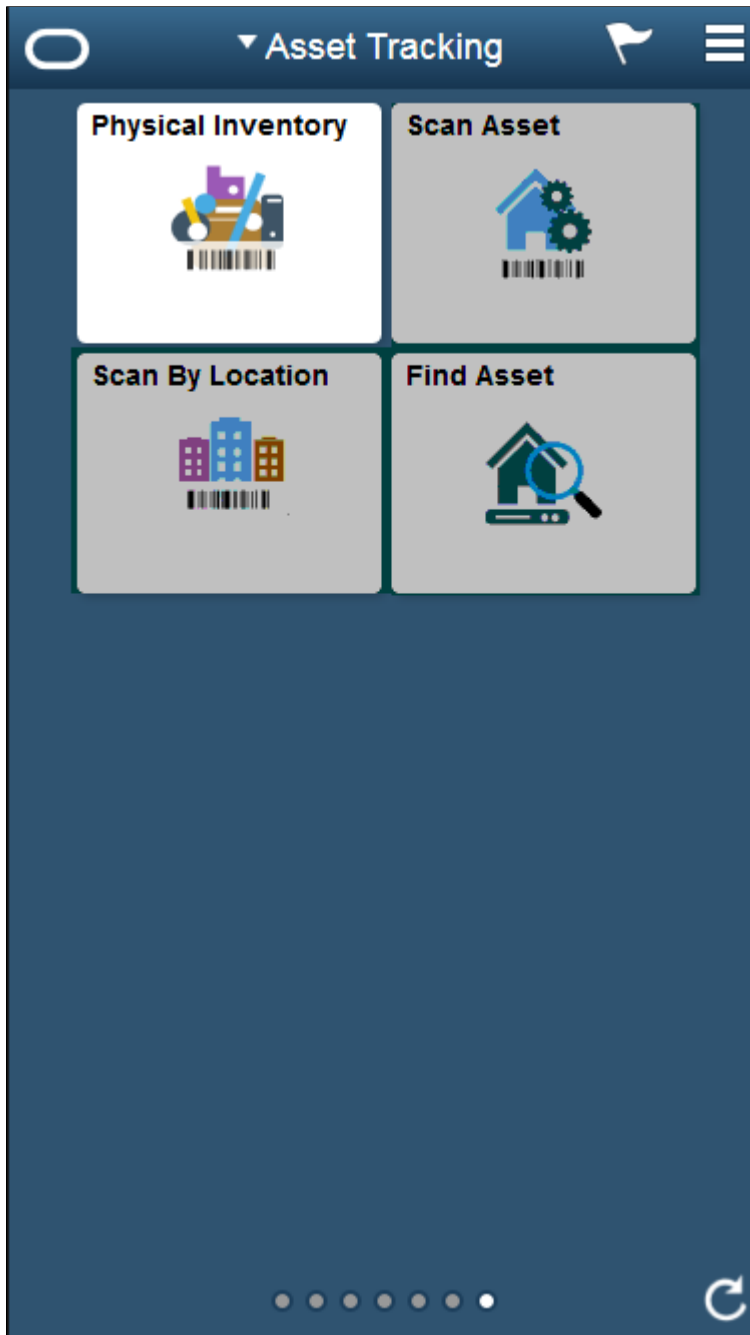 Asset Tracking
Physical Inventory
Scan Asset
Scan By Location
Find Asset